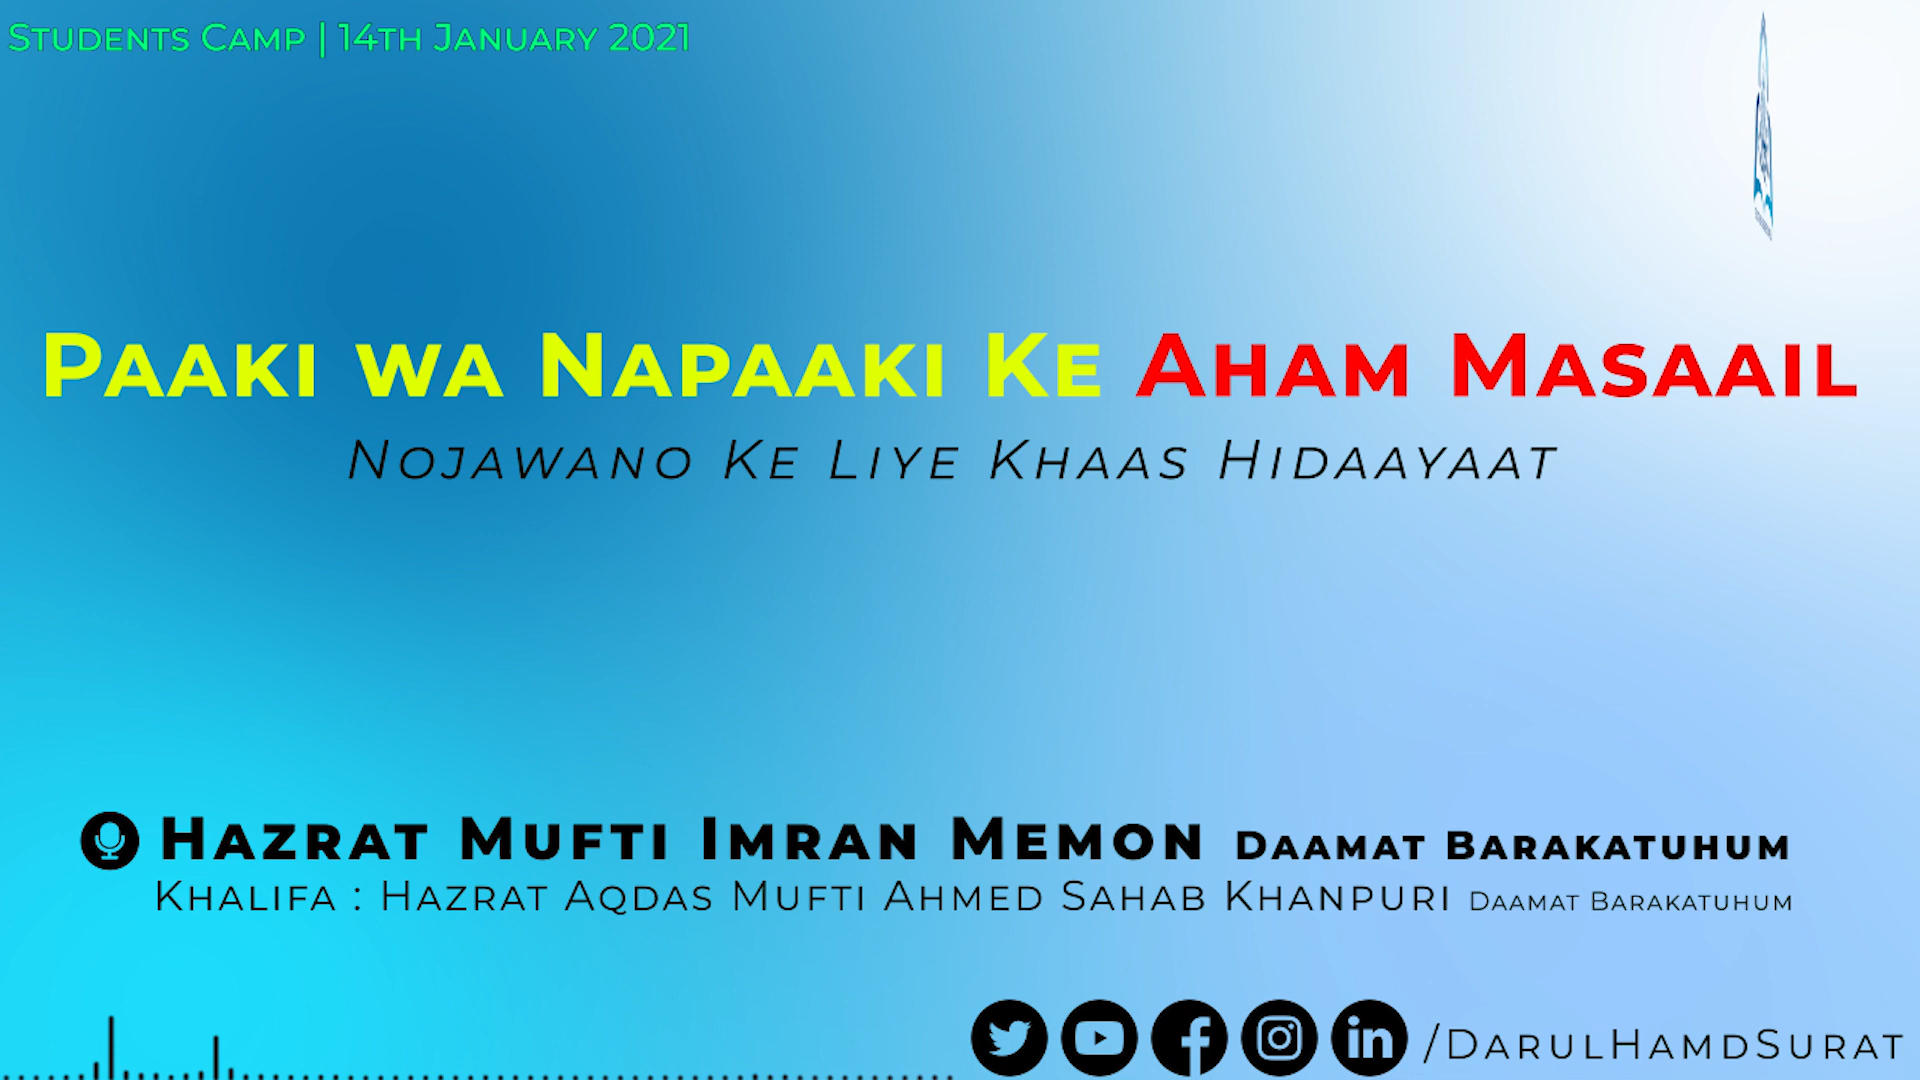 Students Camp | 14th January 2021
Paaki wa Napaaki Ke Aham Masaail
Nojawano Ke Liye Khaas Hidaayaat
Hazrat Mufti Imran Memon Daamat Barakatuhum
Khalifa : Hazrat Aqdas Mufti Ahmed Sahab Khanpuri Daamat Barakatuhum
/DarulHamdSurat